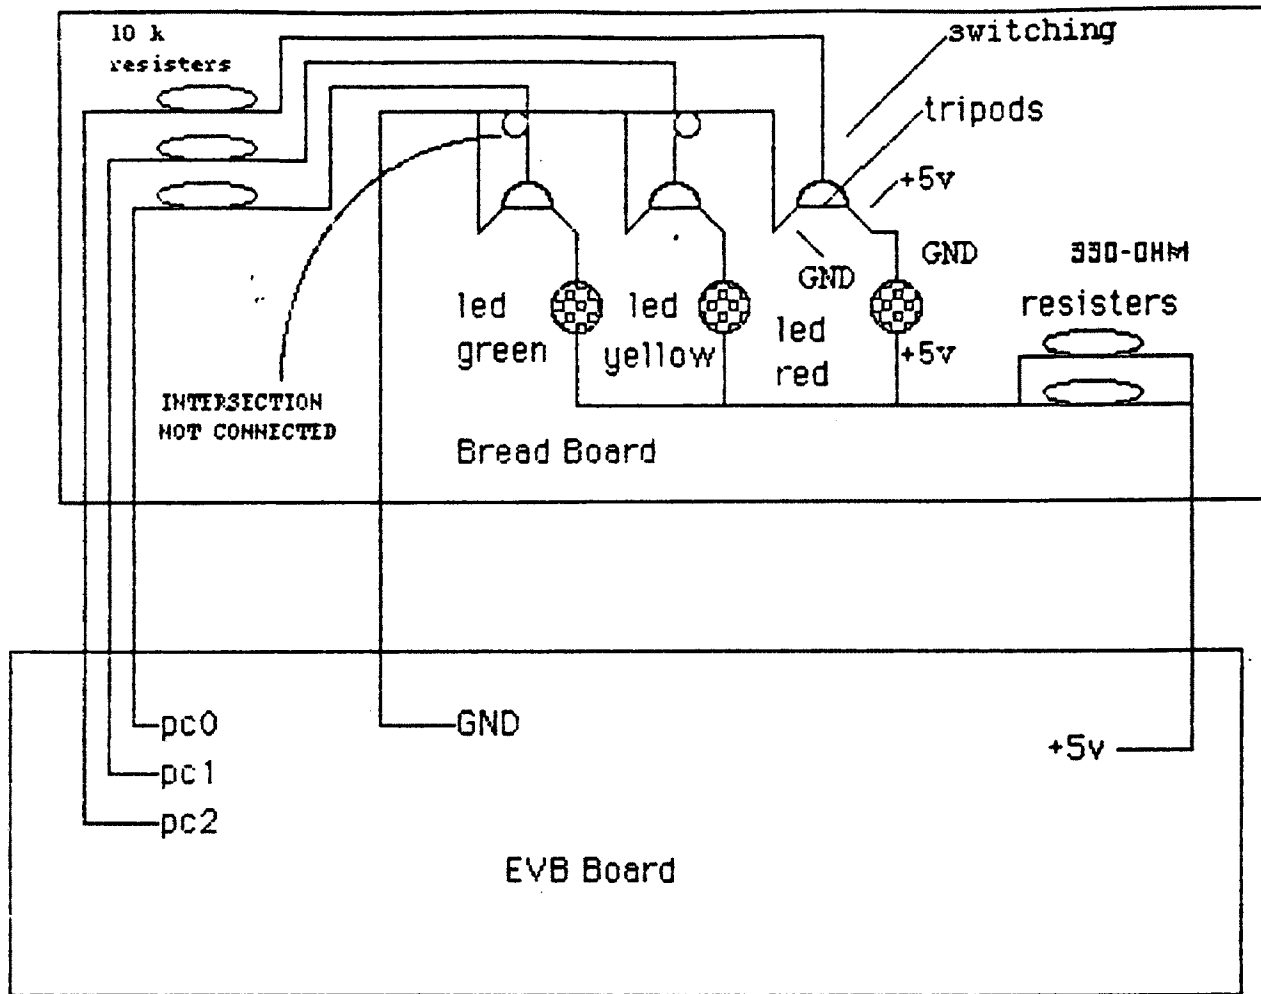 10 k
resisters
switching
tripods
+5v
GND
GND
330-OHM
resisters
led
green
led
yellow
led
red
+5v
INTERSECTION
NOT CONNECTED
Bread Board
pc0
GND
+5v
pc1
pc2
EVB Board